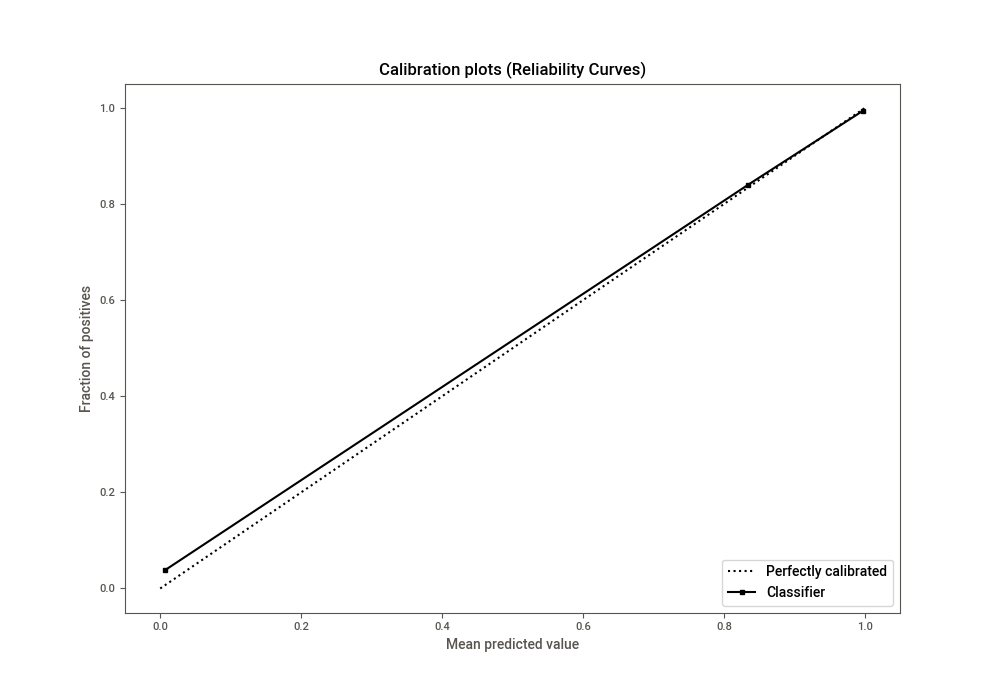 Calibration plots (Reliability Curves)
1.0
0.8
0.6
0.4
0.2
0.0
Fraction of positives
0.0 0.2 0.4 0.6 0.8 1.0
Mean predicted value
Perfectly calibrated
Classifier